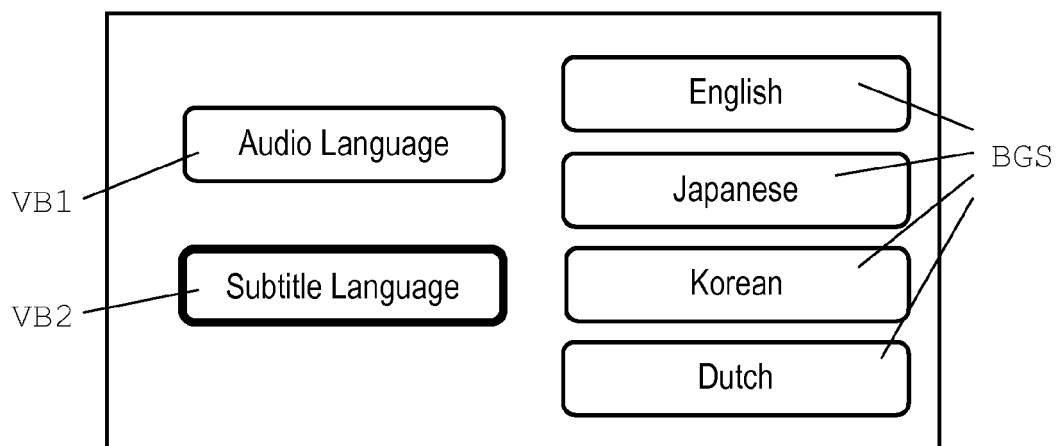 English
Audio Language
BGS
Japanese
VB1
Korean
Subtitle Language
VB2
Dutch